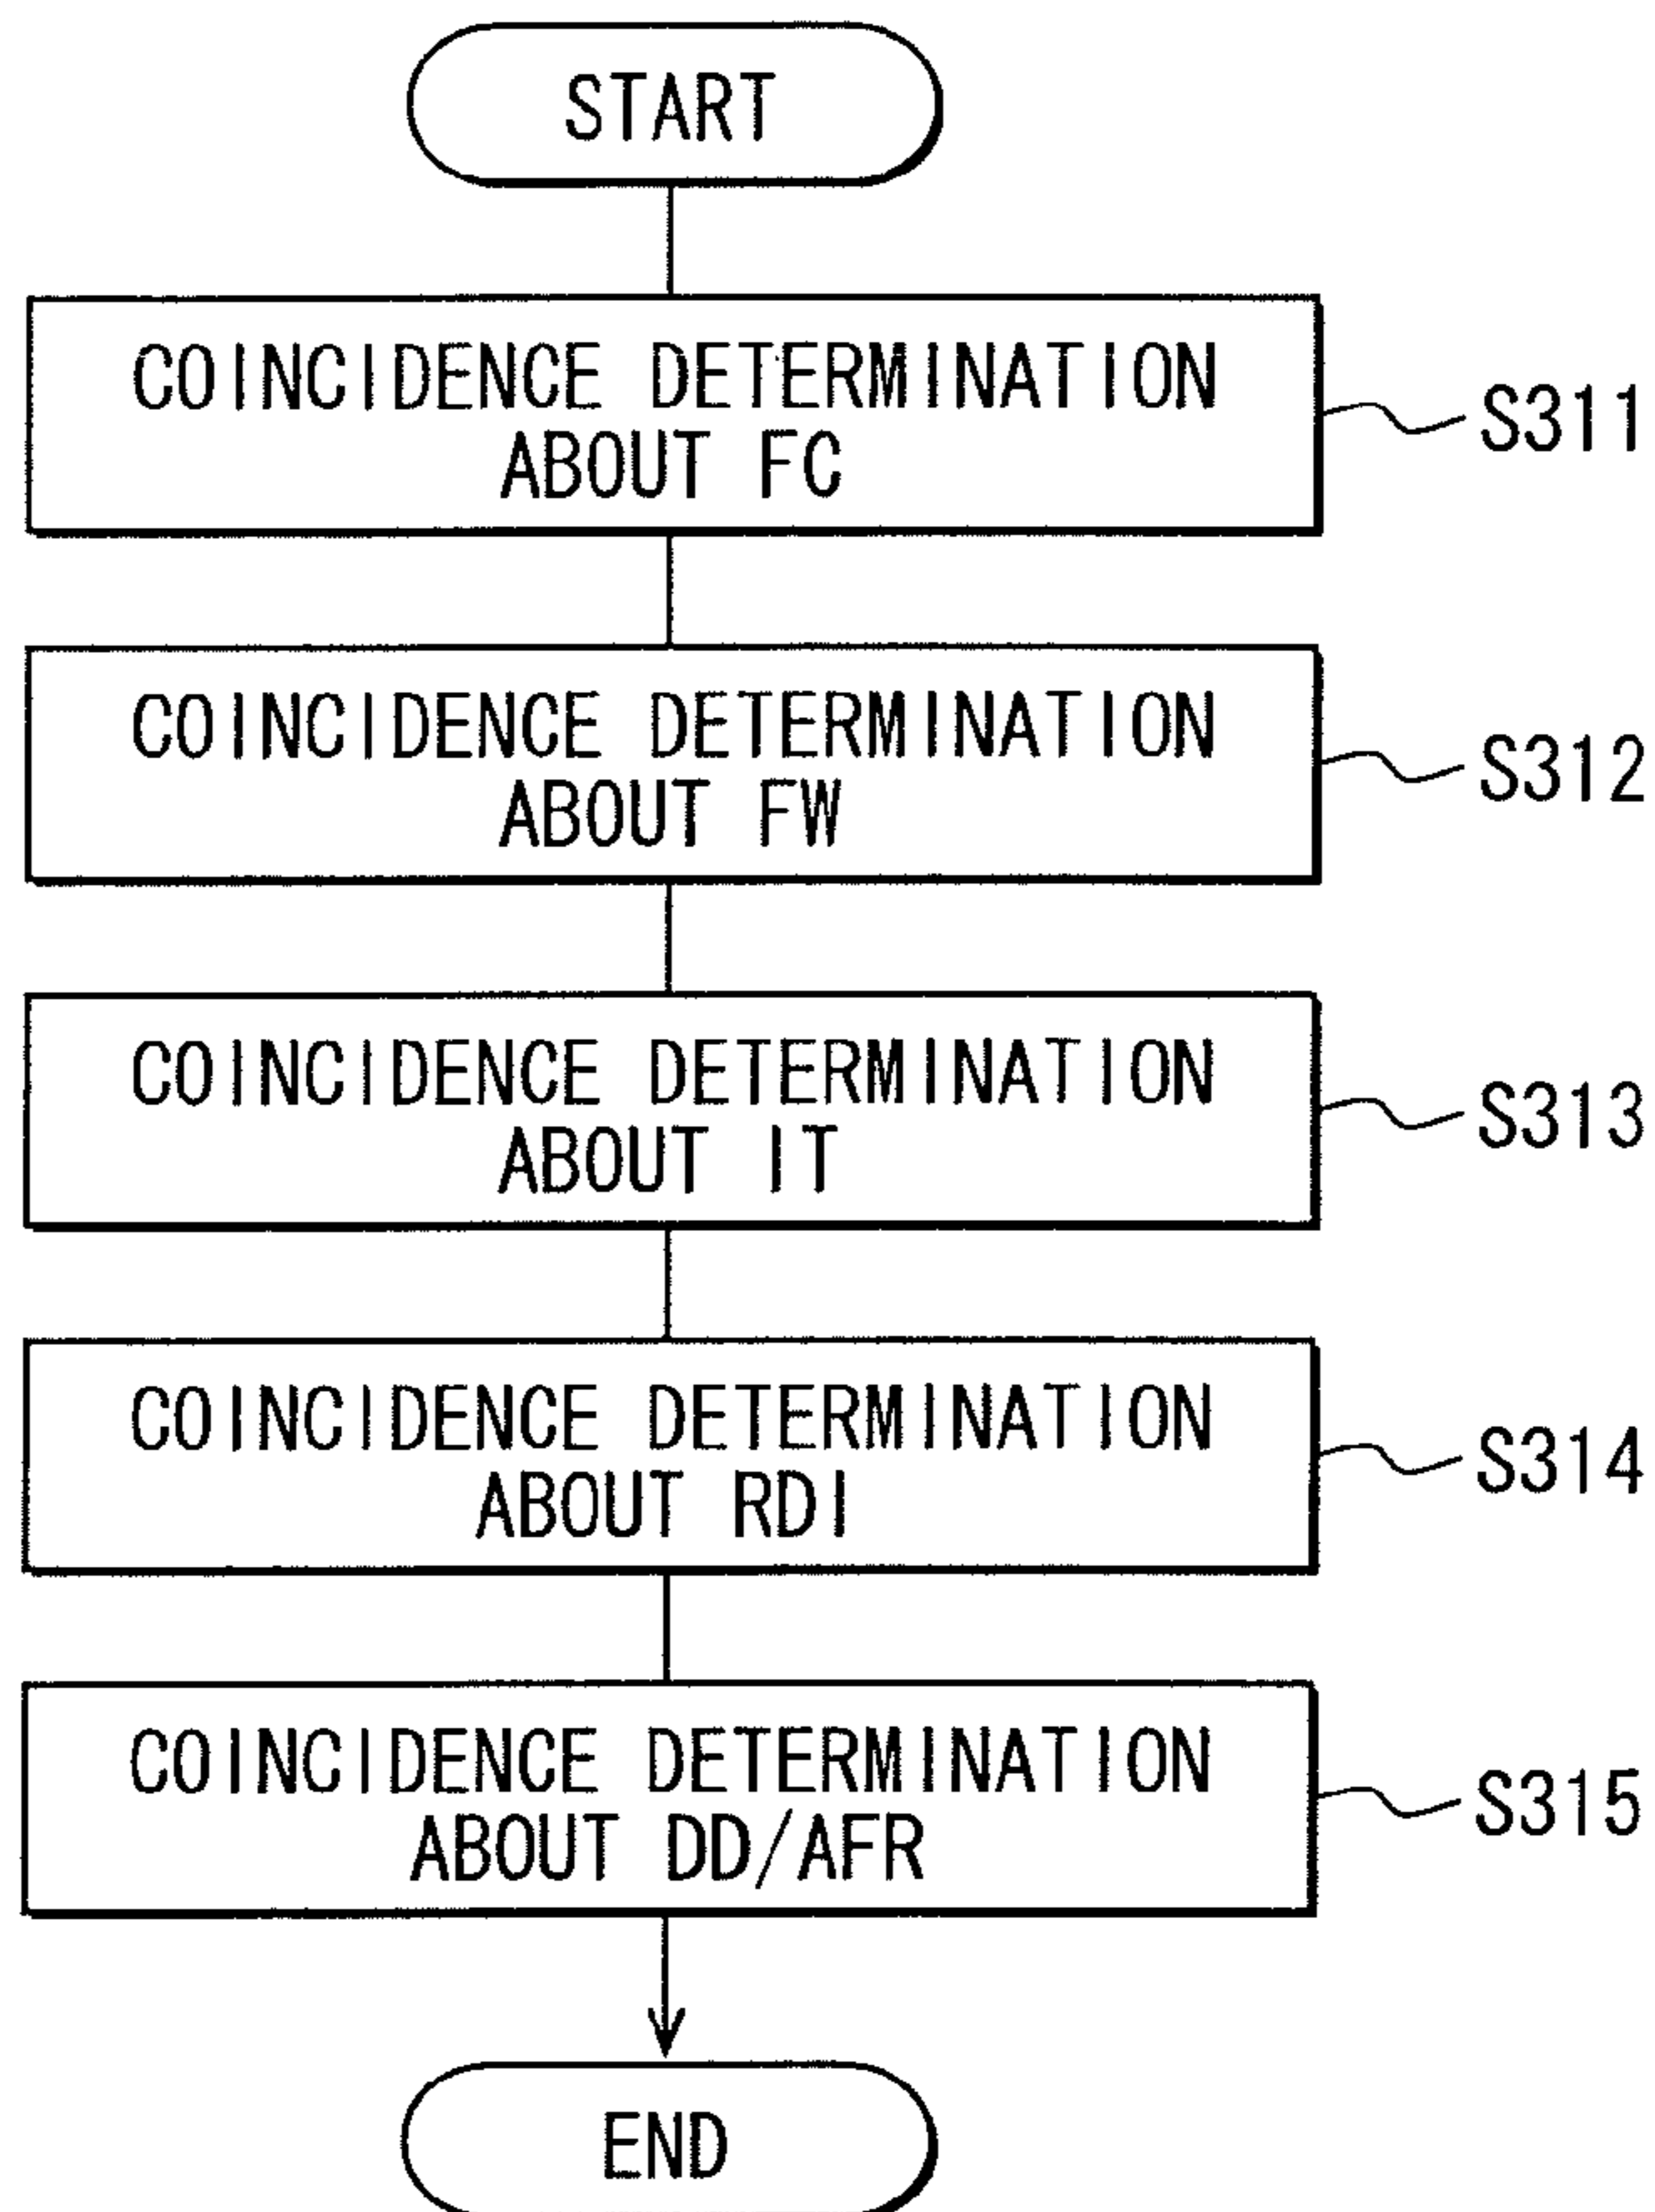 START
COINCIDENCE DETERMINATION
ABOUT FC
S311
COINCIDENCE DETERMINATION
ABOUT FW
S312
COINCIDENCE DETERMINATION
ABOUT IT
S313
COINCIDENCE DETERMINATION
ABOUT RDI
S314
COINCIDENCE DETERMINATION
ABOUT DD/AFR
S315
END